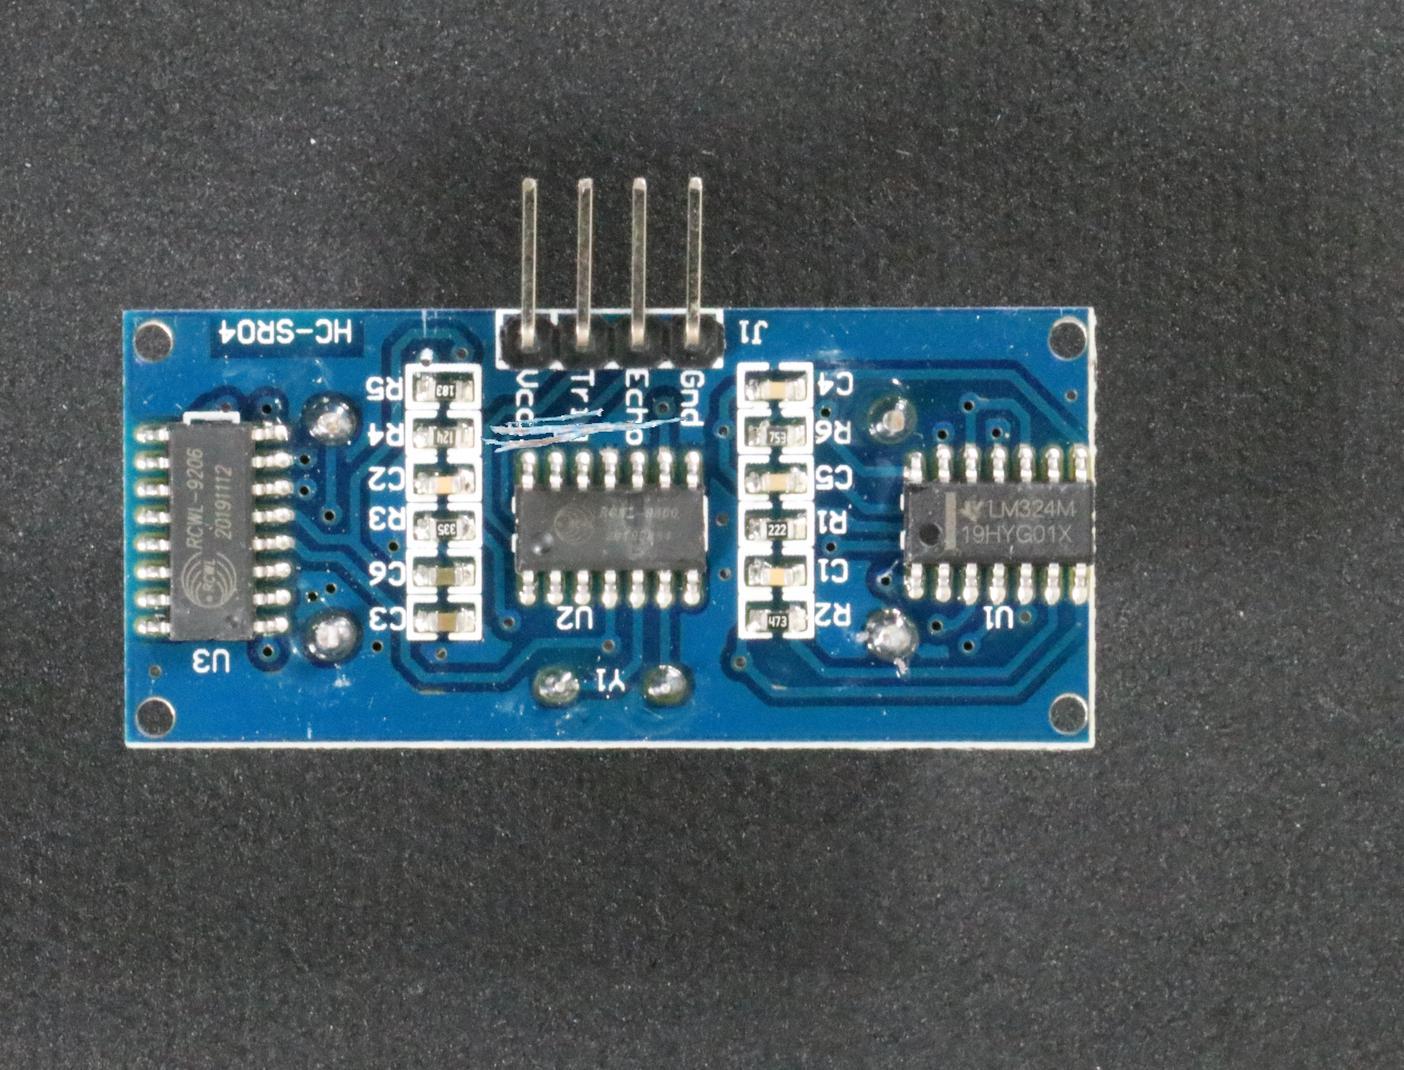 HC-SR04
J1
Vcc
Echo
Gnd
R5
183
R4
124
C2
R3
335
C6
C3
C4
R6
753
C5
R1
222
C1
R2
473
RCWL-9206
20191112
RCWL
U3
U2
LM324M
19HYG01X
U1
Y1